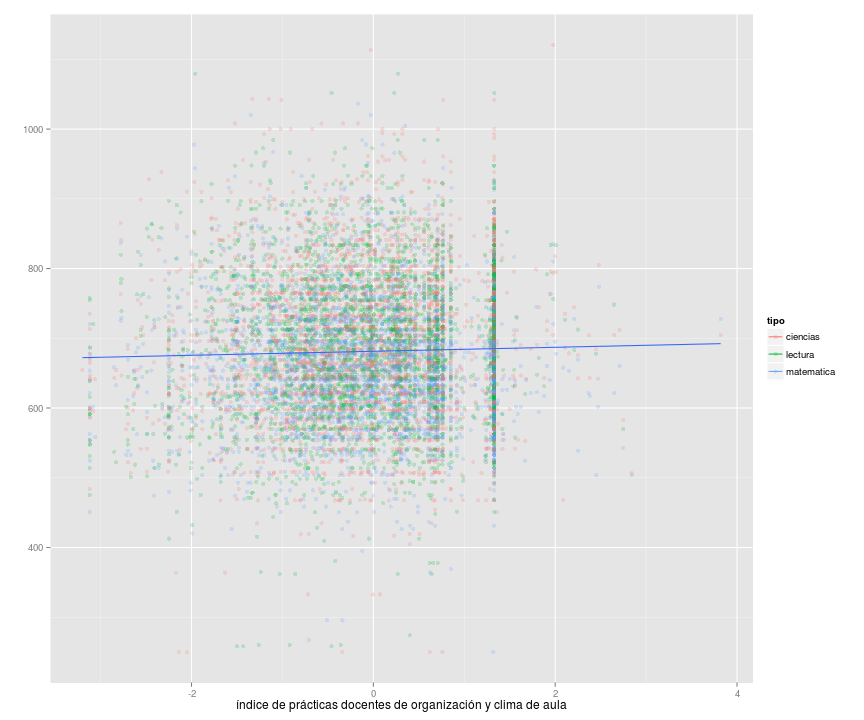 1000
800
600
400
-2
0
2
4
índice de prácticas docentes de organización y clima de aula
tipo
ciencias
lectura
matematica